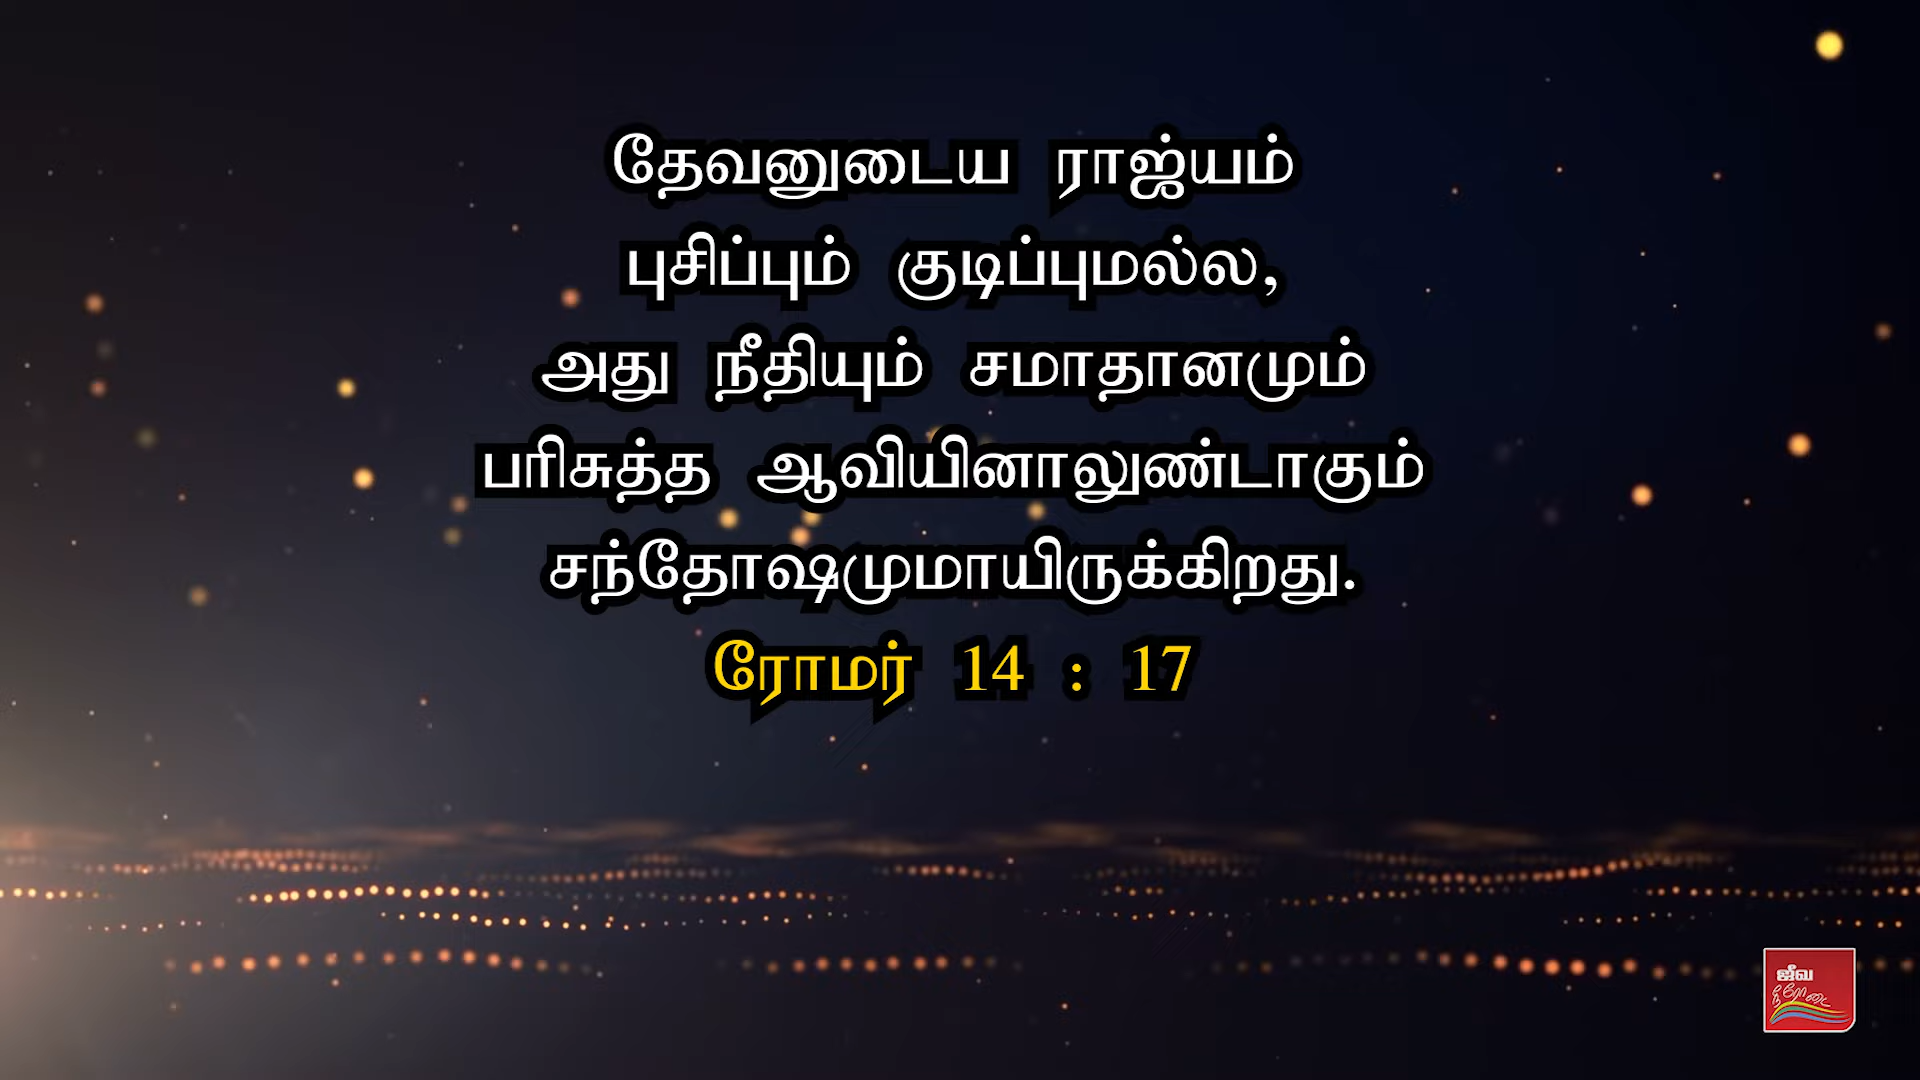 தேவனுடைய ராஜ்யம்
புசிப்பும் குடிப்புமல்ல,
அது நீதியும் சமாதானமும்
பரிசுத்த ஆவியினாலுண்டாகும்
சந்தோஷமுமாயிருக்கிறது.
ரோமர் 14 : 17
ஜீவ
நீரோடை